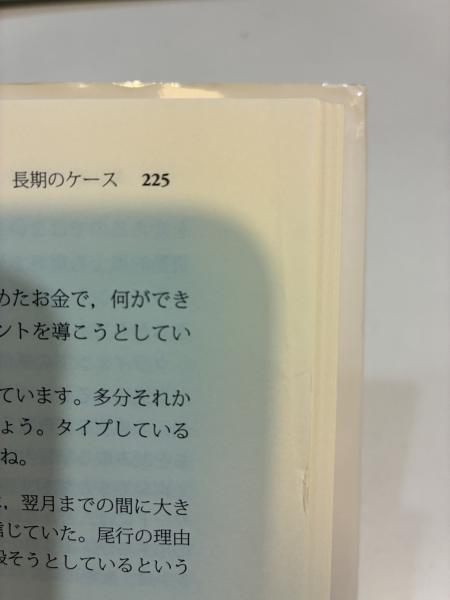 長期のケース 225
めたお金で，何ができ
ントを導こうとしてい
ています。多分それか
ょう。タイプしている
ね。
，翌月までの間に大き
信じていた。尾行の理由
殺そうとしているという